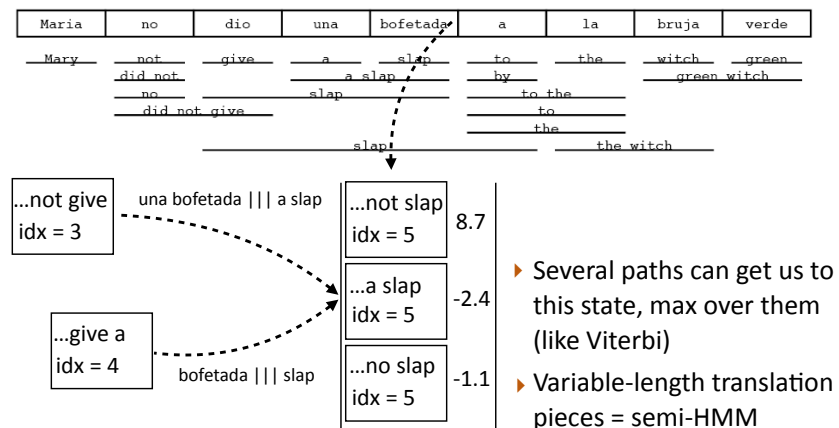 Maria no dio una bofetada a la bruja verde
Mary not give a slap to the witch green
did not a slap by green witch
no slap to the
did not give to
the
slap the witch
...not give
idx = 3
una bofetada ||| a slap
...give a
idx = 4
bofetada ||| slap
...not slap
idx = 5
8.7
...a slap
idx = 5
-2.4
...no slap
idx = 5
-1.1
‣ Several paths can get us to
this state, max over them
(like Viterbi)
‣ Variable-length translation
pieces = semi-HMM